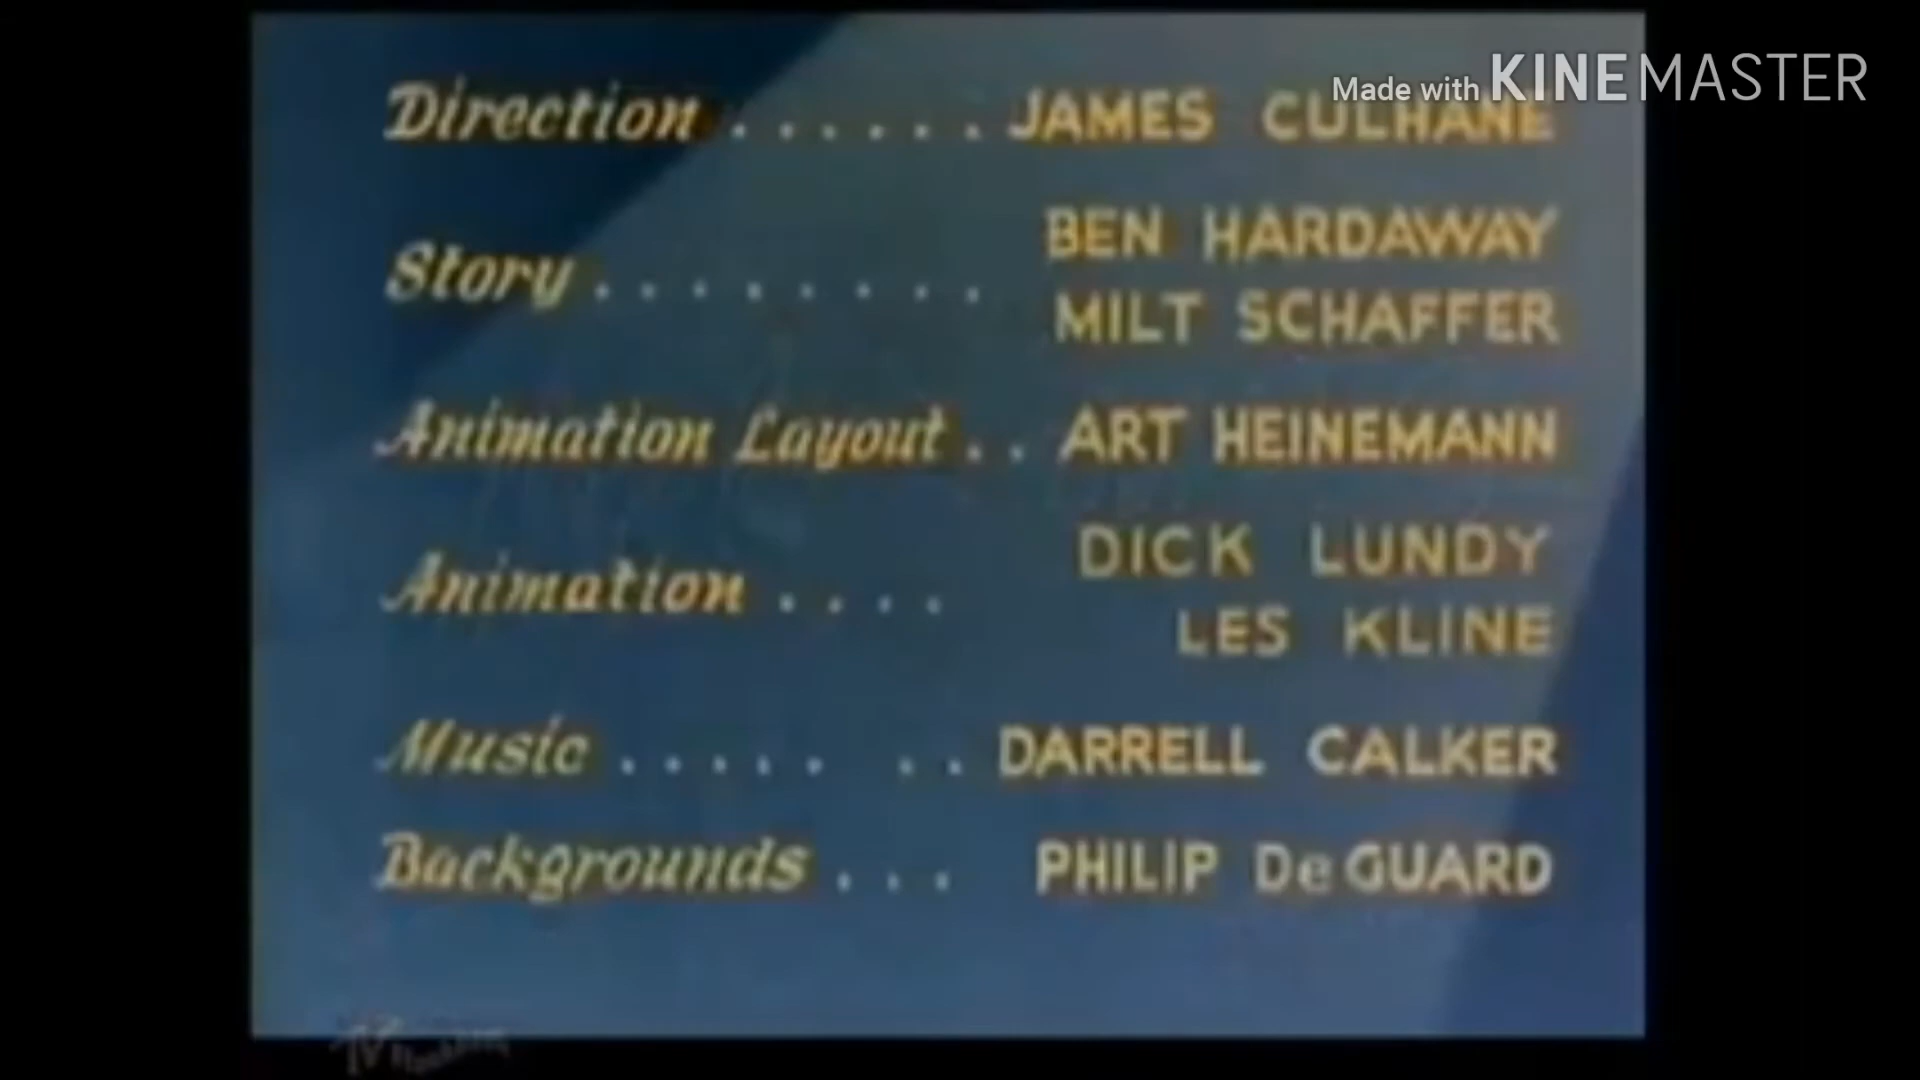 Made with KINEMASTER
Direction . . . . . . JAMES CULHANE
Story . . . . . . . . BEN HARDAWAY
MILT SCHAFFER
Animation Layout . . ART HEINEMANN
Animation . . . . DICK LUNDY
LES KLINE
Music . . . . . . . DARRELL CALKER
Backgrounds . . . PHILIP De GUARD
TV